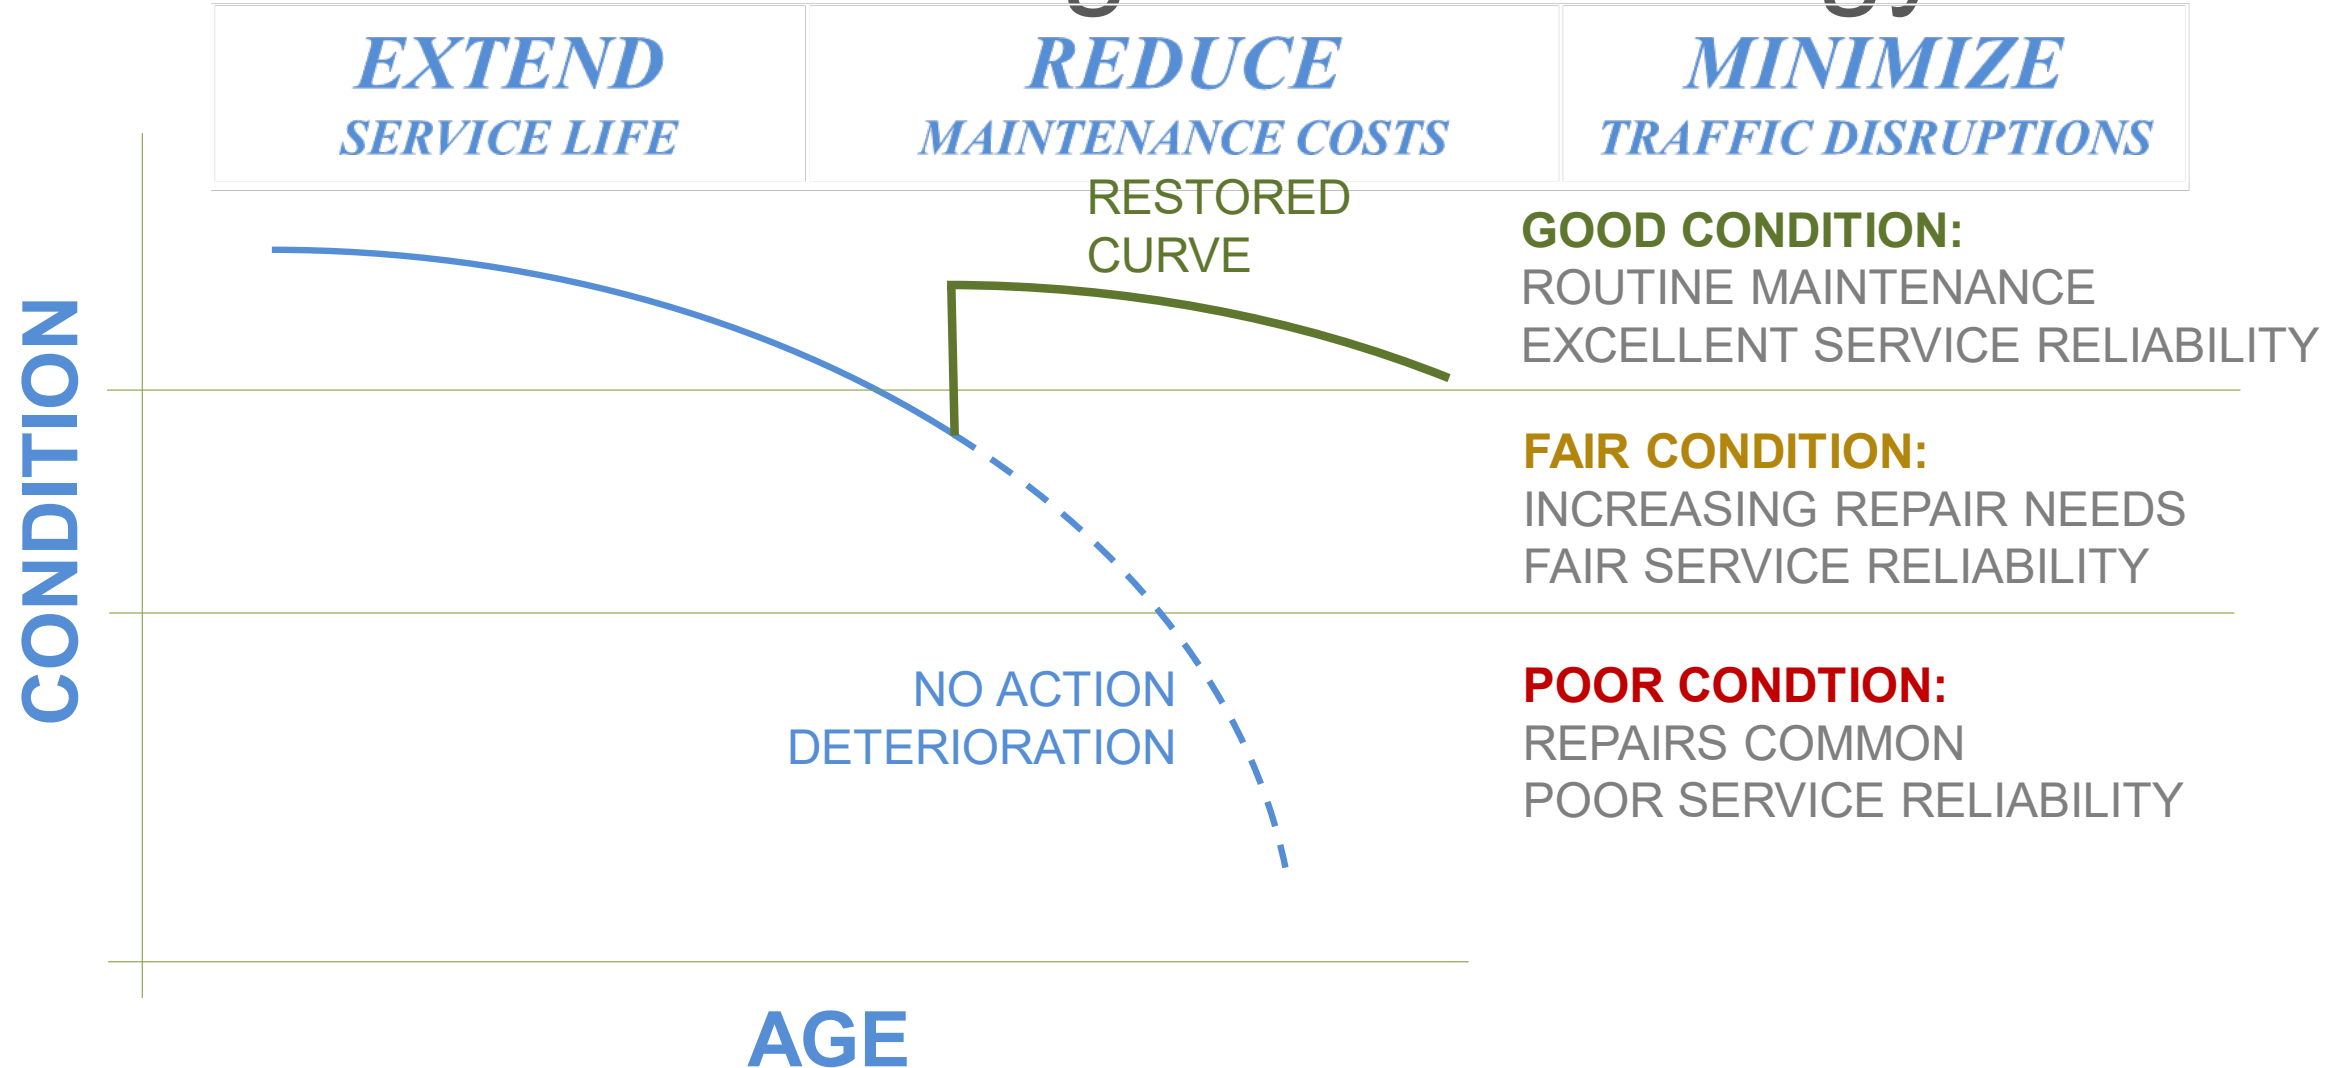 EXTEND
SERVICE LIFE
REDUCE
MAINTENANCE COSTS
MINIMIZE
TRAFFIC DISRUPTIONS
RESTORED
CURVE
GOOD CONDITION:
ROUTINE MAINTENANCE
EXCELLENT SERVICE RELIABILITY
FAIR CONDITION:
INCREASING REPAIR NEEDS
FAIR SERVICE RELIABILITY
NO ACTION
DETERIORATION
POOR CONDTION:
REPAIRS COMMON
POOR SERVICE RELIABILITY
CONDITION
AGE